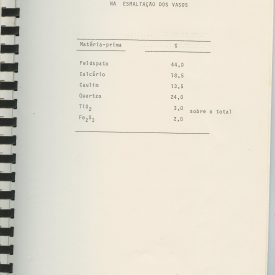 NA ESMALTAÇÃO DOS VASOS
Matéria-prima %
Feldspato 44,0
Calcário 18,5
Caulim 13,5
Quartzo 24,0
TiO2 3,0 sobre o total
Fe2O3 2,0